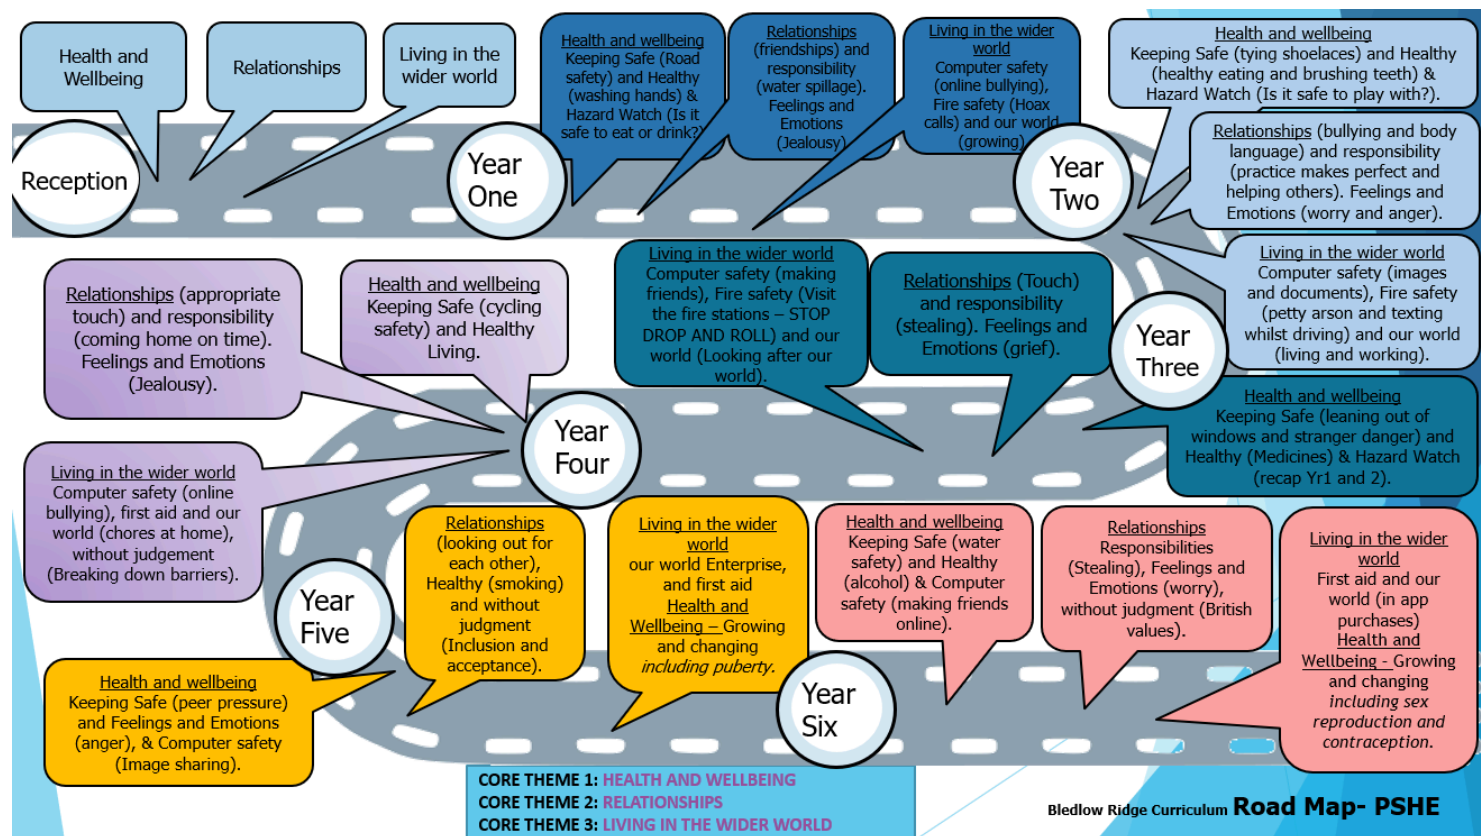 Reception
Health and
Wellbeing
Relationships
Living in the
wider world
Year
One
Health and wellbeing
Keeping Safe (Road
safety) and Healthy
(washing hands) &
Hazard Watch (Is it
safe to eat or drink?)
Relationships
(friendships) and
responsibility
(water spillage).
Feelings and
Emotions
(Jealousy)
Living in the wider
world
Computer safety
(online bullying),
Fire safety (Hoax
calls) and our world
(growing)
Year
Two
Health and wellbeing
Keeping Safe (tying shoelaces) and Healthy
(healthy eating and brushing teeth) &
Hazard Watch (Is it safe to play with?).
Relationships (bullying and body
language) and responsibility
(practice makes perfect and
helping others). Feelings and
Emotions (worry and anger).
Living in the wider world
Computer safety (images
and documents), Fire safety
(petty arson and texting
whilst driving) and our world
(living and working).
Year
Three
Health and wellbeing
Keeping Safe (leaning out of
windows and stranger danger) and
Healthy (Medicines) & Hazard Watch
(recap Yr1 and 2).
Relationships (Touch)
and responsibility
(stealing). Feelings and
Emotions (grief).
Living in the wider world
Computer safety (making
friends), Fire safety (Visit
the fire stations – STOP
DROP AND ROLL) and our
world (Looking after our
world).
Year
Four
Health and wellbeing
Keeping Safe (cycling
safety) and Healthy
Living.
Relationships (appropriate
touch) and responsibility
(coming home on time).
Feelings and Emotions
(Jealousy).
Living in the wider world
Computer safety (online
bullying), first aid and our
world (chores at home),
without judgement
(Breaking down barriers).
Year
Five
Health and wellbeing
Keeping Safe (peer pressure)
and Feelings and Emotions
(anger), & Computer safety
(Image sharing).
Relationships
(looking out for
each other),
Healthy (smoking)
and without
judgment
(Inclusion and
acceptance).
Living in the wider
world
our world Enterprise,
and first aid
Health and
Wellbeing – Growing
and changing
including puberty.
Year
Six
Health and wellbeing
Keeping Safe (water
safety) and Healthy
(alcohol) & Computer
safety (making friends
online).
Relationships
Responsibilities
(Stealing), Feelings and
Emotions (worry),
without judgment (British
values).
Living in the wider
world
First aid and our
world (in app
purchases)
Health and
Wellbeing - Growing
and changing
including sex
reproduction and
contraception.
CORE THEME 1: HEALTH AND WELLBEING
CORE THEME 2: RELATIONSHIPS
CORE THEME 3: LIVING IN THE WIDER WORLD
Bledlow Ridge Curriculum Road Map- PSHE